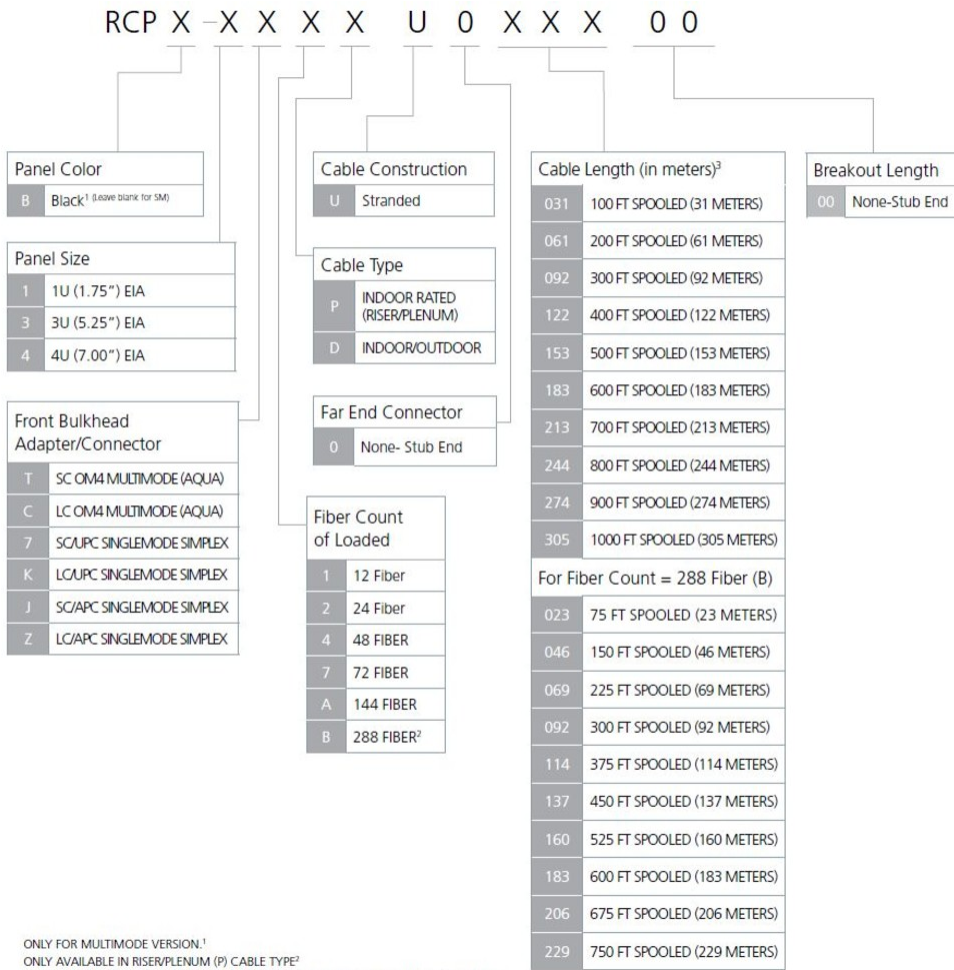 RCP X -X X X X U 0 X X X 0 0
Panel Color
B Black¹ (Leave blank for SM)
Panel Size
1 1U (1.75”) EIA
3 3U (5.25”) EIA
4 4U (7.00”) EIA
Front Bulkhead
Adapter/Connector
T SC OM4 MULTIMODE (AQUA)
C LC OM4 MULTIMODE (AQUA)
7 SC/UPC SINGLEMODE SIMPLEX
K LC/UPC SINGLEMODE SIMPLEX
J SC/APC SINGLEMODE SIMPLEX
Z LC/APC SINGLEMODE SIMPLEX
Cable Construction
U Stranded
Cable Type
P INDOOR RATED
(RISER/PLENUM)
D INDOOR/OUTDOOR
Far End Connector
0 None- Stub End
Fiber Count
of Loaded
1 12 Fiber
2 24 Fiber
4 48 FIBER
7 72 FIBER
A 144 FIBER
B 288 FIBER²
Cable Length (in meters)³
031 100 FT SPOOLED (31 METERS)
061 200 FT SPOOLED (61 METERS)
092 300 FT SPOOLED (92 METERS)
122 400 FT SPOOLED (122 METERS)
153 500 FT SPOOLED (153 METERS)
183 600 FT SPOOLED (183 METERS)
213 700 FT SPOOLED (213 METERS)
244 800 FT SPOOLED (244 METERS)
274 900 FT SPOOLED (274 METERS)
305 1000 FT SPOOLED (305 METERS)
For Fiber Count = 288 Fiber (B)
023 75 FT SPOOLED (23 METERS)
046 150 FT SPOOLED (46 METERS)
069 225 FT SPOOLED (69 METERS)
092 300 FT SPOOLED (92 METERS)
114 375 FT SPOOLED (114 METERS)
137 450 FT SPOOLED (137 METERS)
160 525 FT SPOOLED (160 METERS)
183 600 FT SPOOLED (183 METERS)
206 675 FT SPOOLED (206 METERS)
229 750 FT SPOOLED (229 METERS)
Breakout Length
00 None-Stub End
ONLY FOR MULTIMODE VERSION.¹
ONLY AVAILABLE IN RISER/PLENUM (P) CABLE TYPE²